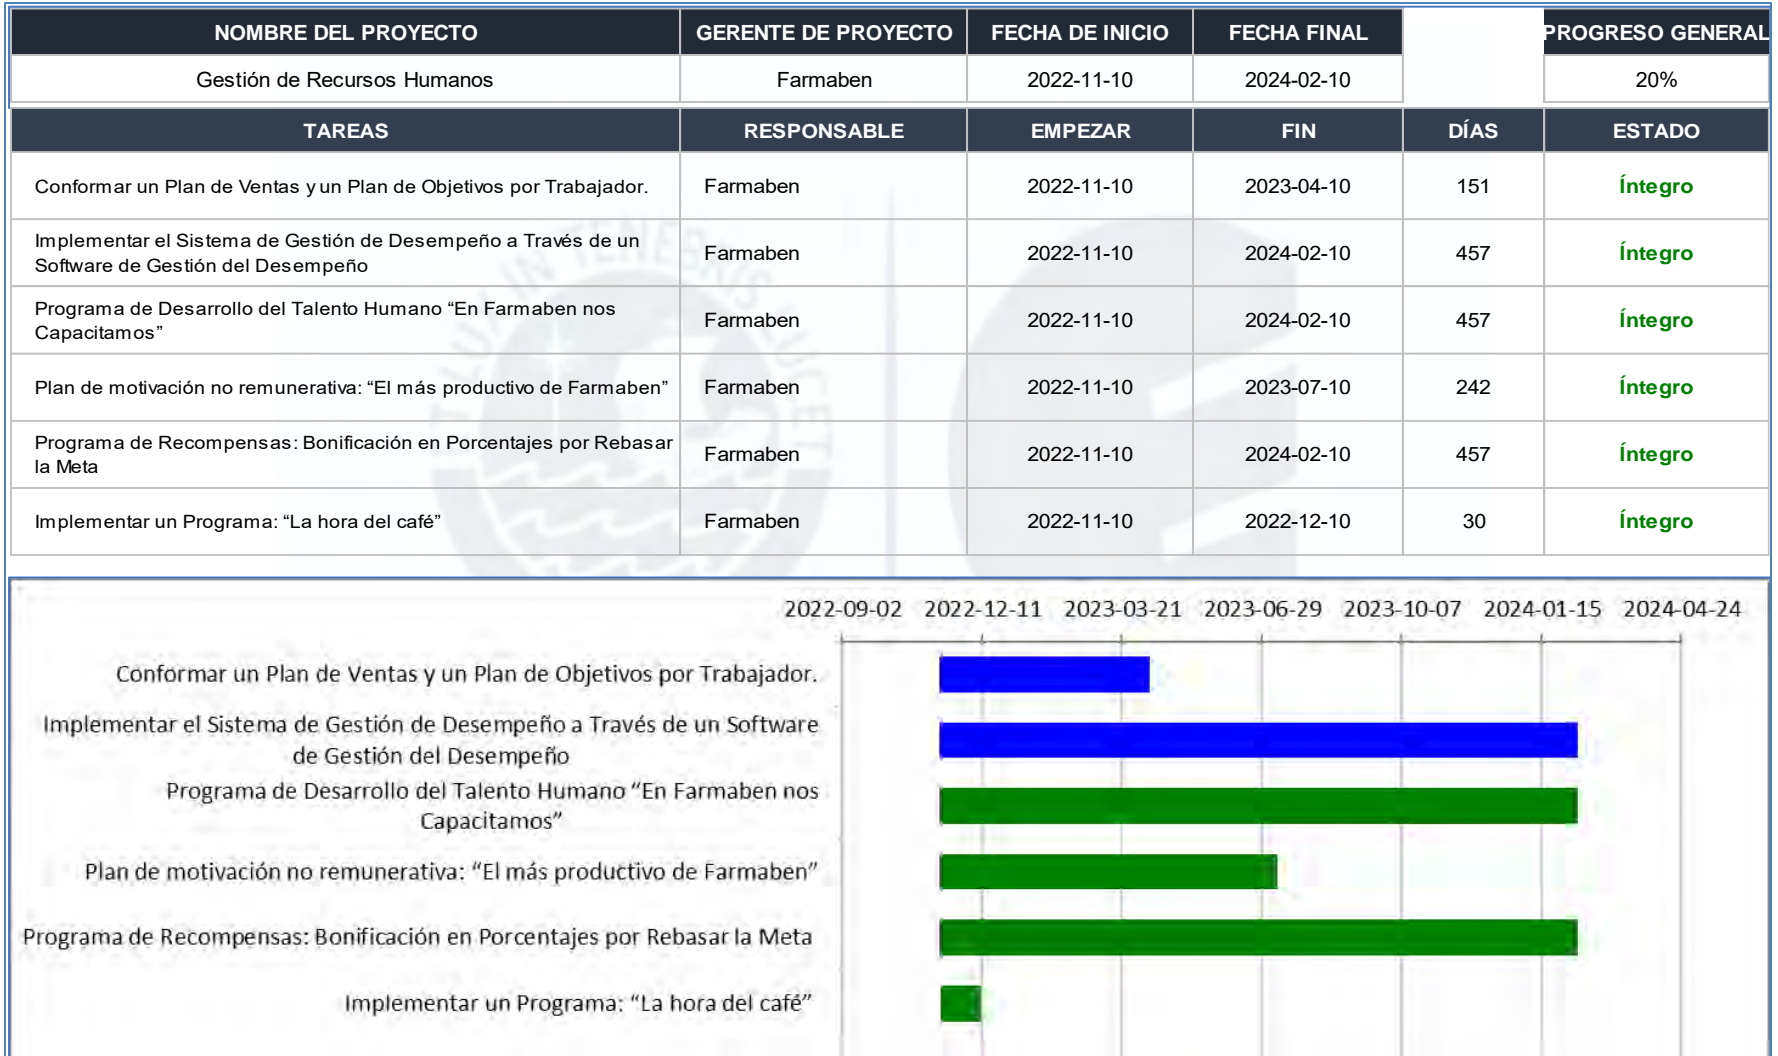 NOMBRE DEL PROYECTO GERENTE DE PROYECTO FECHA DE INICIO FECHA FINAL PROGRESO GENERAL
Gestión de Recursos Humanos Farmaben 2022-11-10 2024-02-10 20%
TAREAS RESPONSABLE EMPEZAR FIN DÍAS ESTADO
Conformar un Plan de Ventas y un Plan de Objetivos por Trabajador. Farmaben 2022-11-10 2023-04-10 151 Íntegro
Implementar el Sistema de Gestión de Desempeño a Través de un
Software de Gestión del Desempeño Farmaben 2022-11-10 2024-02-10 457 Íntegro
Programa de Desarrollo del Talento Humano “En Farmaben nos
Capacitamos” Farmaben 2022-11-10 2024-02-10 457 Íntegro
Plan de motivación no remunerativa: “El más productivo de Farmaben” Farmaben 2022-11-10 2023-07-10 242 Íntegro
Programa de Recompensas: Bonificación en Porcentajes por Rebasar
la Meta Farmaben 2022-11-10 2024-02-10 457 Íntegro
Implementar un Programa: “La hora del café” Farmaben 2022-11-10 2022-12-10 30 Íntegro
ET LUX IN TENEBRIS LUCET
2022-09-02 2022-12-11 2023-03-21 2023-06-29 2023-10-07 2024-01-15 2024-04-24
Conformar un Plan de Ventas y un Plan de Objetivos por Trabajador.
Implementar el Sistema de Gestión de Desempeño a Través de un Software
de Gestión del Desempeño
Programa de Desarrollo del Talento Humano “En Farmaben nos
Capacitamos”
Plan de motivación no remunerativa: “El más productivo de Farmaben”
Programa de Recompensas: Bonificación en Porcentajes por Rebasar la Meta
Implementar un Programa: “La hora del café”